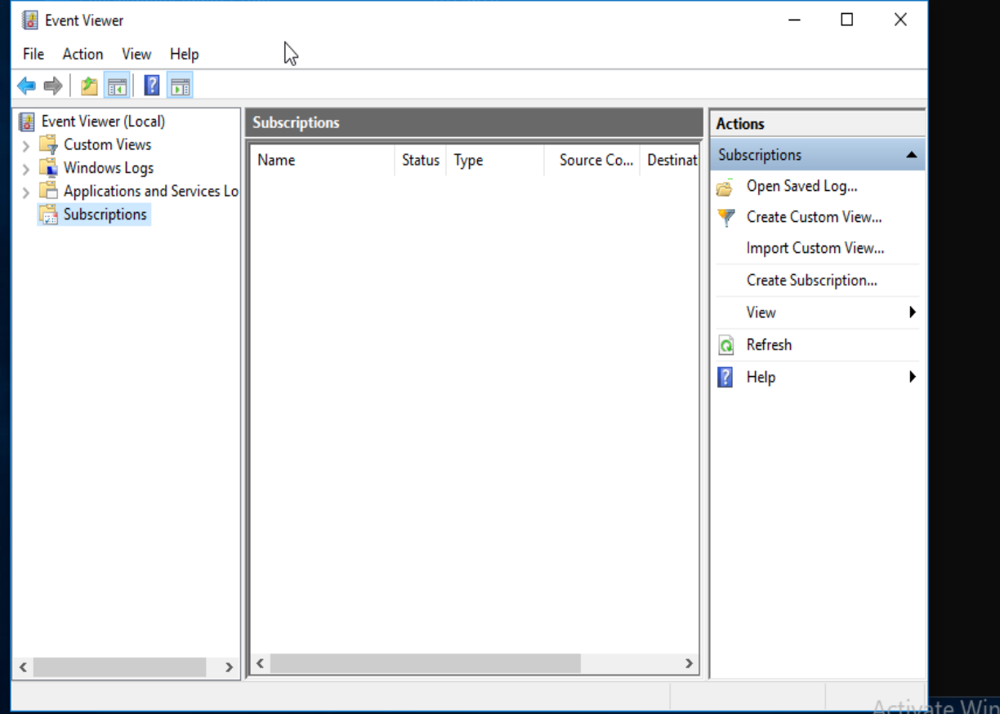 Event Viewer
File Action View Help
Event Viewer (Local)
Custom Views
Windows Logs
Applications and Services Lo
Subscriptions
Subscriptions
Name Status Type Source Co... Destinat
Actions
Subscriptions
Open Saved Log...
Create Custom View...
Import Custom View...
Create Subscription...
View
Refresh
Help
Activate Win